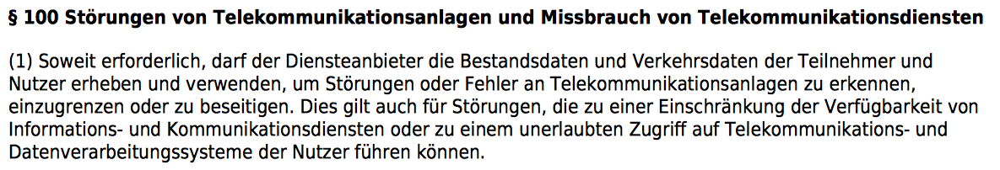 § 100 Störungen von Telekommunikationsanlagen und Missbrauch von Telekommunikationsdiensten
(1) Soweit erforderlich, darf der Diensteanbieter die Bestandsdaten und Verkehrsdaten der Teilnehmer und
Nutzer erheben und verwenden, um Störungen oder Fehler an Telekommunikationsanlagen zu erkennen,
einzugrenzen oder zu beseitigen. Dies gilt auch für Störungen, die zu einer Einschränkung der Verfügbarkeit von
Informations- und Kommunikationsdiensten oder zu einem unerlaubten Zugriff auf Telekommunikations- und
Datenverarbeitungssysteme der Nutzer führen können.